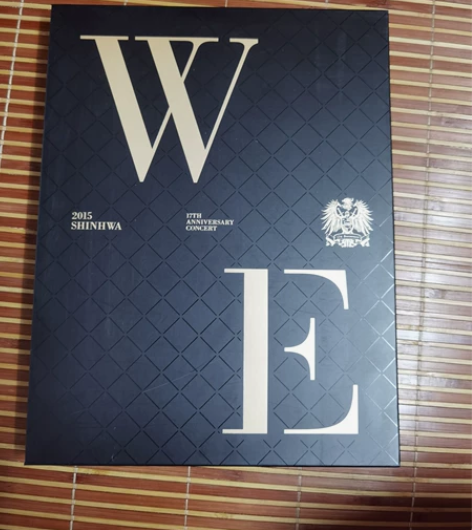 W
2015
SHINHWA
17TH
ANNIVERSARY
CONCERT
E